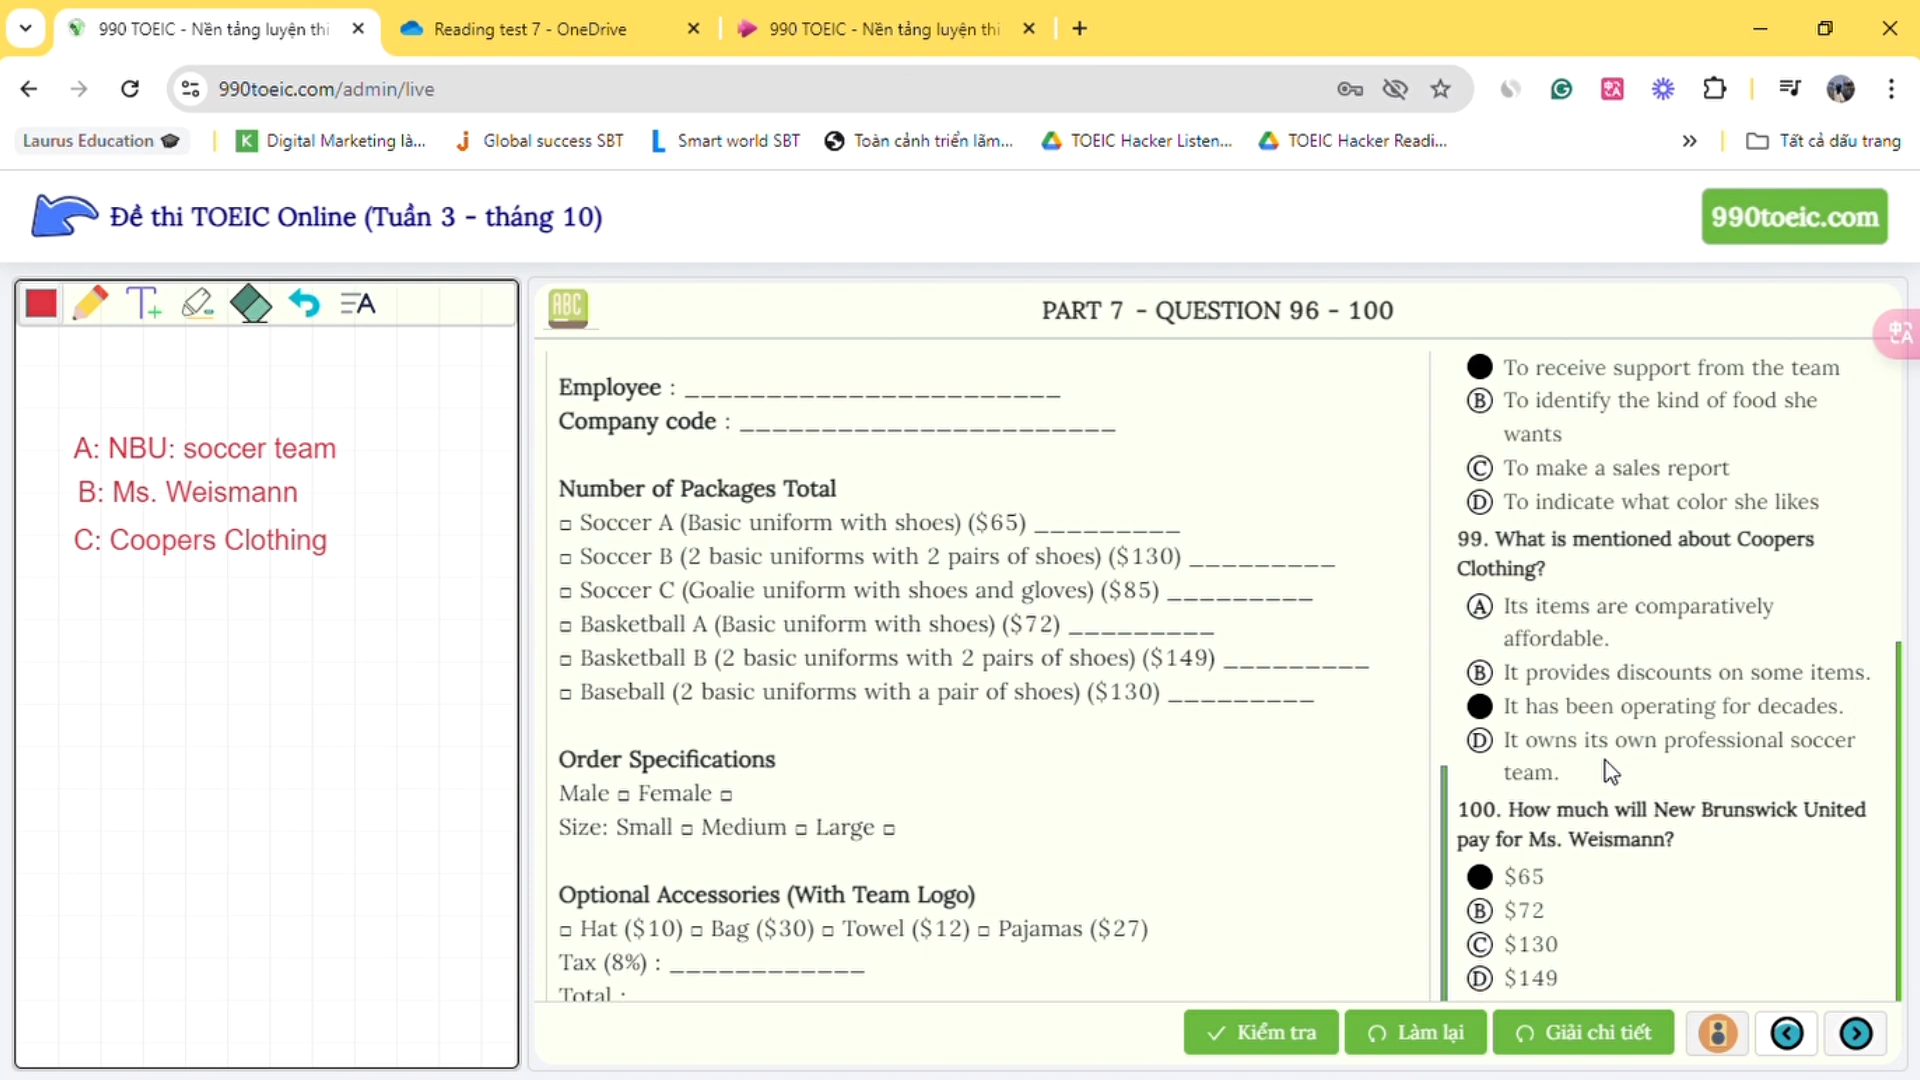 990 TOEIC - Nền tảng luyện thi
Reading test 7 - OneDrive
990 TOEIC - Nền tảng luyện thi
990toeic.com/admin/live
Laurus Education
Digital Marketing là...
Global success SBT
Smart world SBT
Toàn cảnh triển lãm...
TOEIC Hacker Listen...
TOEIC Hacker Readi...
Tất cả dấu trang
Đề thi TOEIC Online (Tuần 3 - tháng 10)
990toeic.com
A: NBU: soccer team
B: Ms. Weismann
C: Coopers Clothing
ABC
PART 7 - QUESTION 96 - 100
Employee : _______________________
Company code : _______________________
Number of Packages Total
□ Soccer A (Basic uniform with shoes) ($65) _________
□ Soccer B (2 basic uniforms with 2 pairs of shoes) ($130) _________
□ Soccer C (Goalie uniform with shoes and gloves) ($85) _________
□ Basketball A (Basic uniform with shoes) ($72) _________
□ Basketball B (2 basic uniforms with 2 pairs of shoes) ($149) _________
□ Baseball (2 basic uniforms with a pair of shoes) ($130) _________
Order Specifications
Male □ Female □
Size: Small □ Medium □ Large □
Optional Accessories (With Team Logo)
□ Hat ($10) □ Bag ($30) □ Towel ($12) □ Pajamas ($27)
Tax (8%) : ____________
Total :
To receive support from the team
B To identify the kind of food she
wants
C To make a sales report
D To indicate what color she likes
99. What is mentioned about Coopers
Clothing?
A Its items are comparatively
affordable.
B It provides discounts on some items.
It has been operating for decades.
D It owns its own professional soccer
team.
100. How much will New Brunswick United
pay for Ms. Weismann?
$65
B $72
C $130
D $149
Kiểm tra
Làm lại
Giải chi tiết